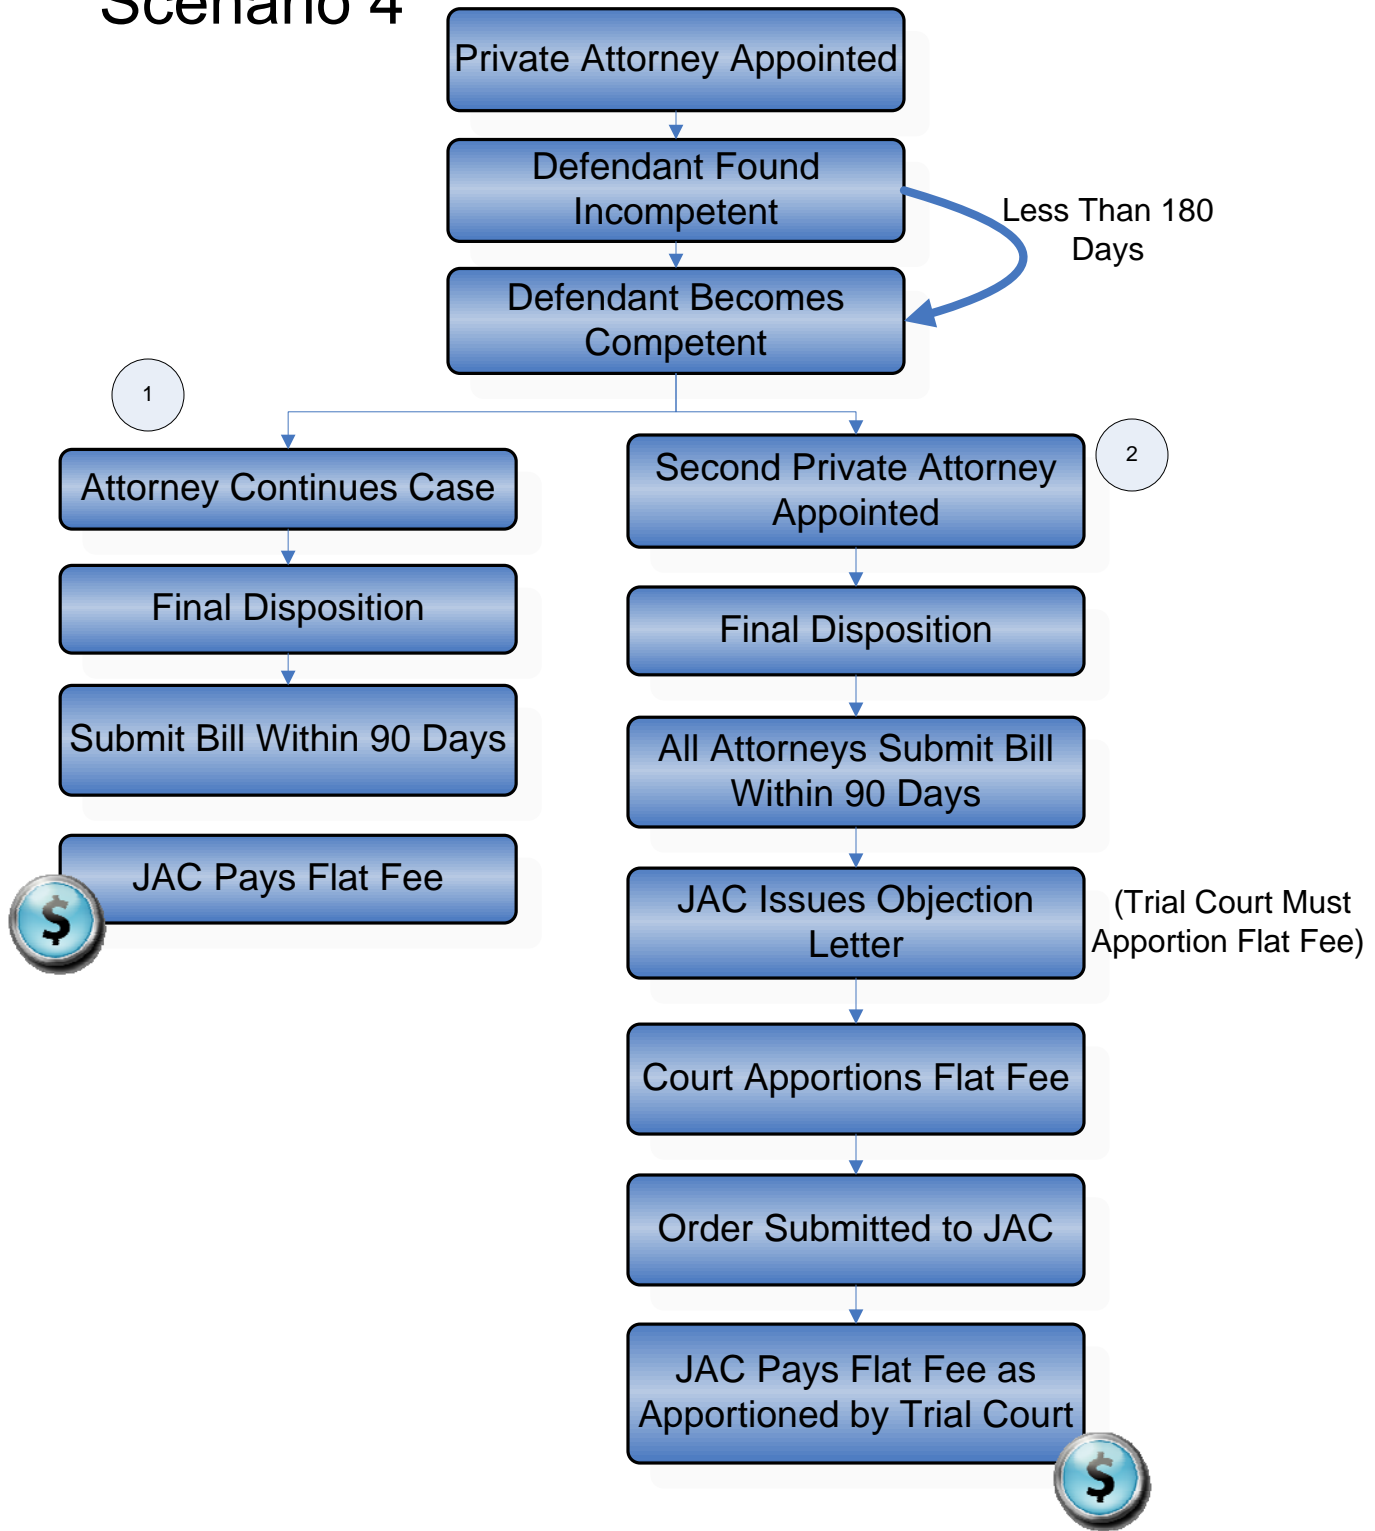 Scenario 4
Private Attorney Appointed
Defendant Found
Incompetent
Less Than 180
Days
Defendant Becomes
Competent
1
Attorney Continues Case
Final Disposition
Submit Bill Within 90 Days
JAC Pays Flat Fee
$
2
Second Private Attorney
Appointed
Final Disposition
All Attorneys Submit Bill
Within 90 Days
JAC Issues Objection
Letter
(Trial Court Must
Apportion Flat Fee)
Court Apportions Flat Fee
Order Submitted to JAC
JAC Pays Flat Fee as
Apportioned by Trial Court
$